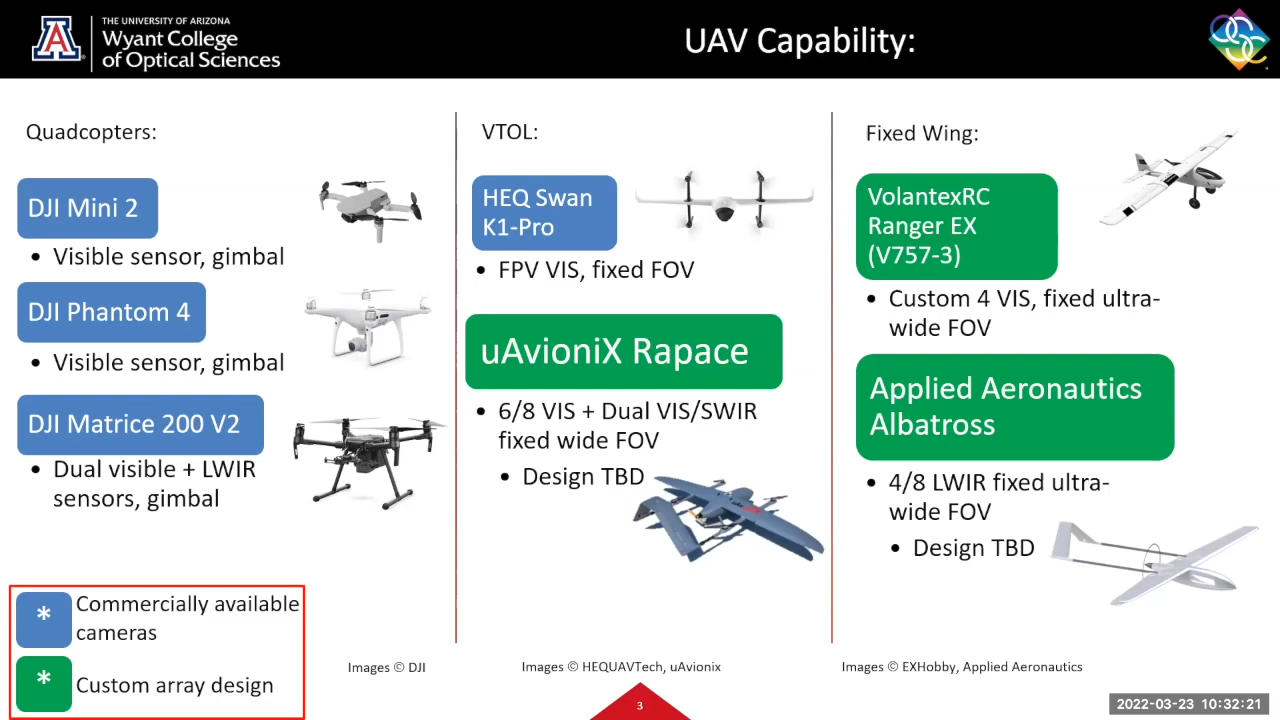 THE UNIVERSITY OF ARIZONA
Wyant College
of Optical Sciences
UAV Capability:
Quadcopters:
DJI Mini 2
• Visible sensor, gimbal
DJI Phantom 4
• Visible sensor, gimbal
DJI Matrice 200 V2
• Dual visible + LWIR
sensors, gimbal
* Commercially available
cameras
* Custom array design
Images © DJI
VTOL:
HEQ Swan
K1-Pro
• FPV VIS, fixed FOV
uAvioniX Rapace
• 6/8 VIS + Dual VIS/SWIR
fixed wide FOV
• Design TBD
Images © HEQUAVTech, uAvionix
Fixed Wing:
VolantexRC
Ranger EX
(V757-3)
• Custom 4 VIS, fixed ultra-
wide FOV
Applied Aeronautics
Albatross
• 4/8 LWIR fixed ultra-
wide FOV
• Design TBD
Images © EXHobby, Applied Aeronautics
3
2022-03-23 10:32:21